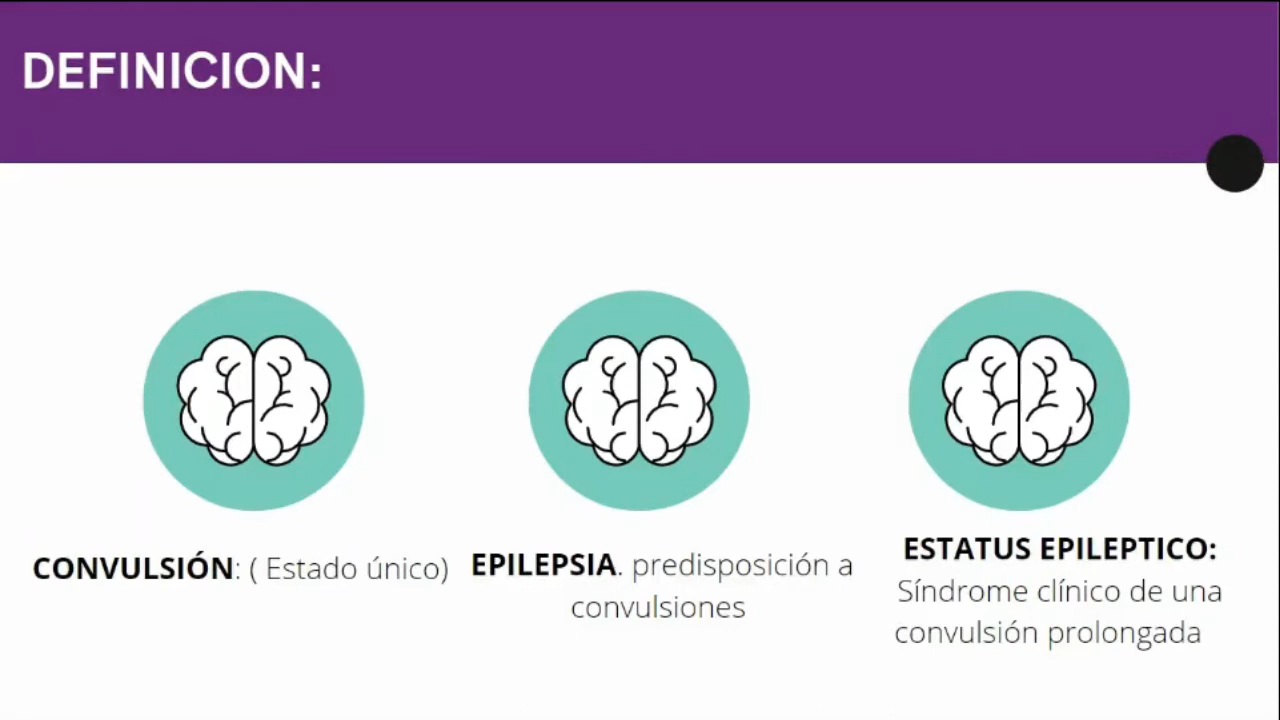 DEFINICION:
CONVULSIÓN: ( Estado único)
EPILEPSIA. predisposición a
convulsiones
ESTATUS EPILEPTICO:
Síndrome clínico de una
convulsión prolongada